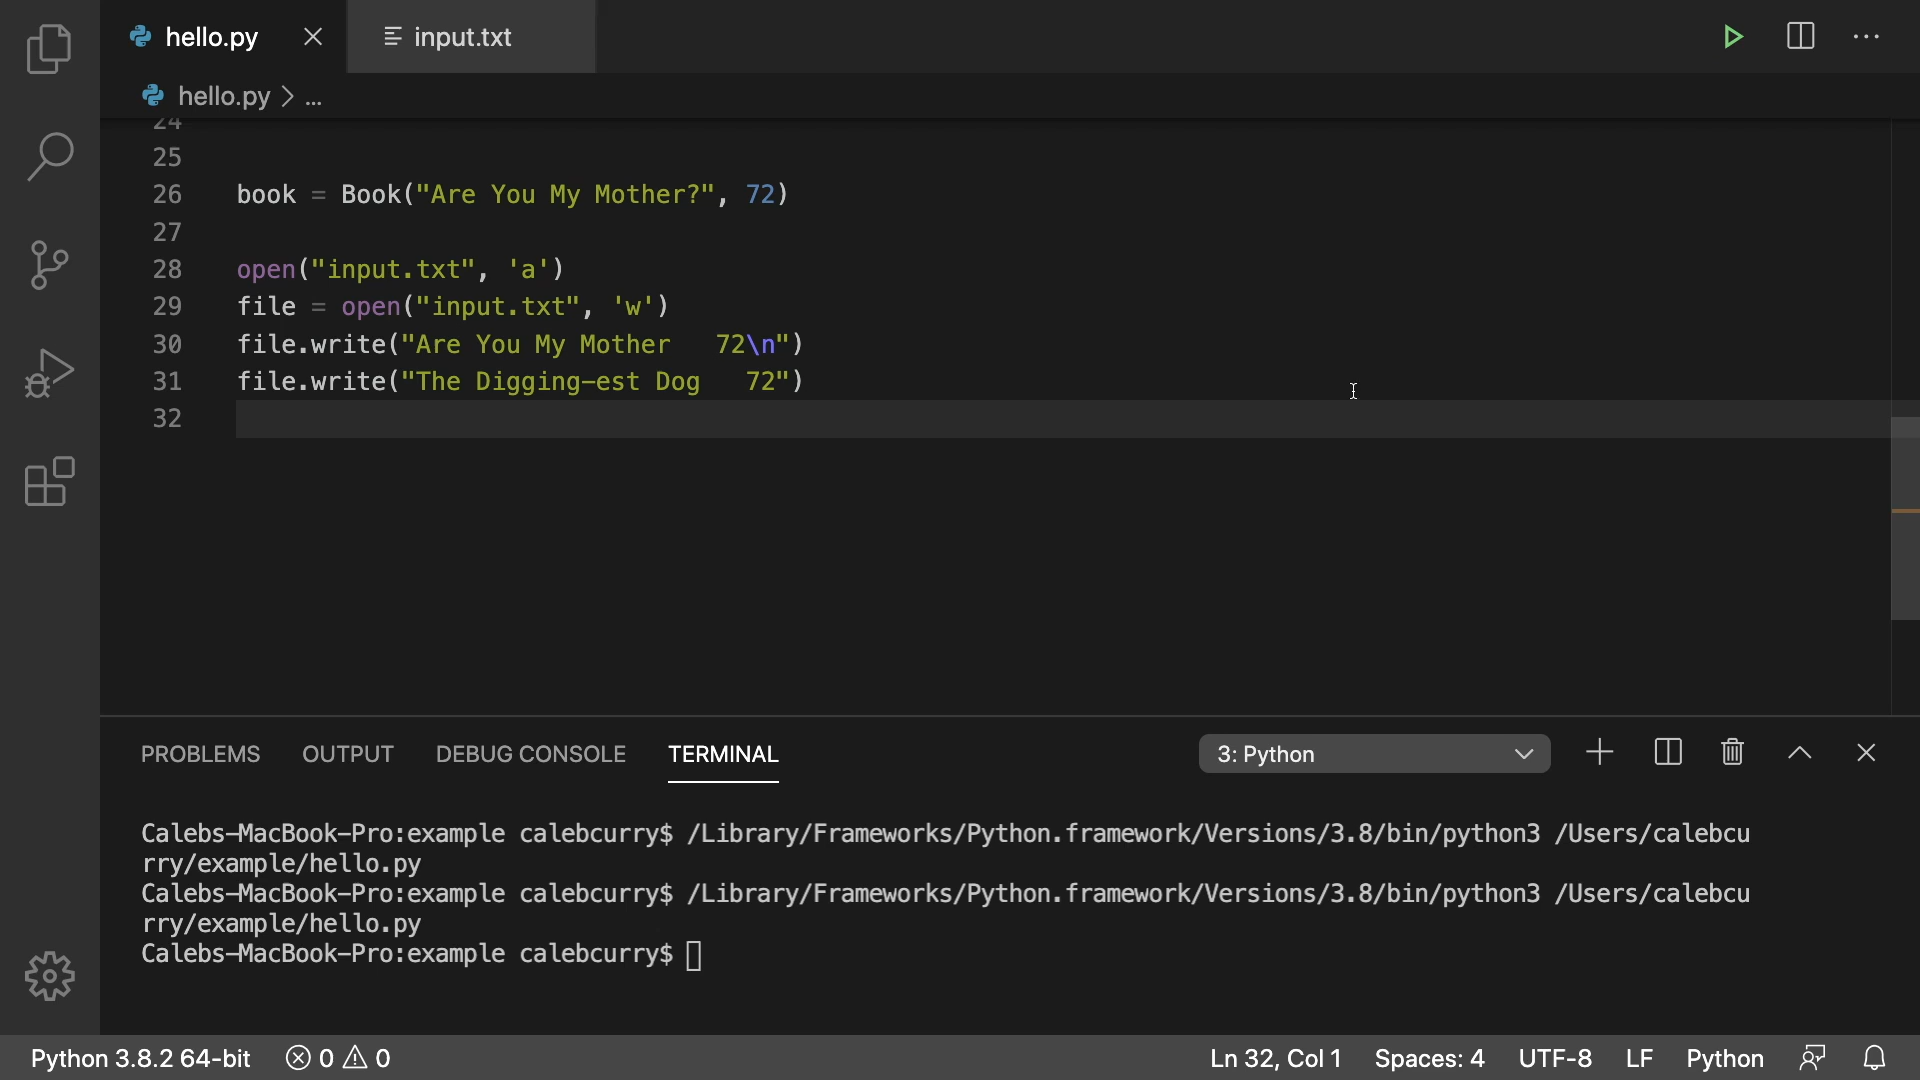 hello.py
input.txt
hello.py > ...
24
25
26 book = Book("Are You My Mother?", 72)
27
28 open("input.txt", 'a')
29 file = open("input.txt", 'w')
30 file.write("Are You My Mother   72\n")
31 file.write("The Digging-est Dog   72")
32
PROBLEMS OUTPUT DEBUG CONSOLE TERMINAL 3: Python
Calebs-MacBook-Pro:example calebcurry$ /Library/Frameworks/Python.framework/Versions/3.8/bin/python3 /Users/calebcu
rry/example/hello.py
Calebs-MacBook-Pro:example calebcurry$ /Library/Frameworks/Python.framework/Versions/3.8/bin/python3 /Users/calebcu
rry/example/hello.py
Calebs-MacBook-Pro:example calebcurry$
Python 3.8.2 64-bit 0 0 Ln 32, Col 1 Spaces: 4 UTF-8 LF Python